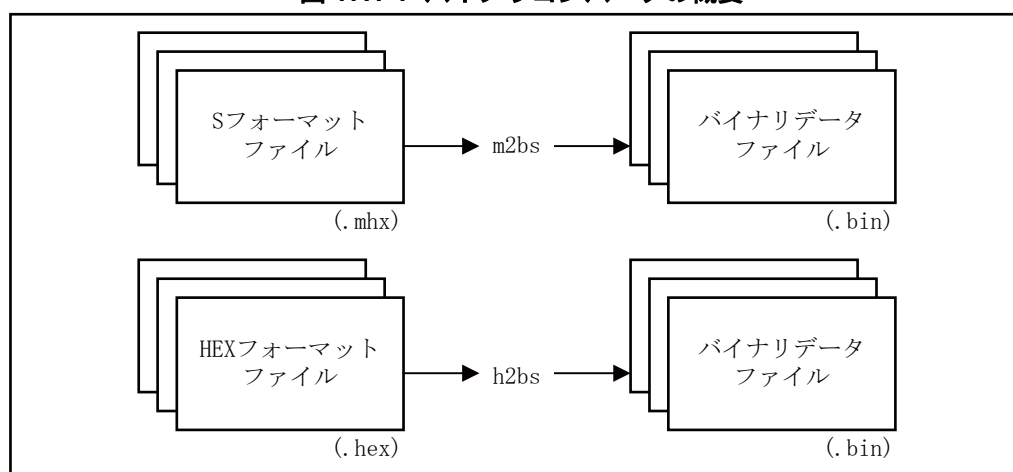 Sフォーマット
ファイル
m2bs
バイナリデータ
ファイル
(.mhx)
(.bin)
HEXフォーマット
ファイル
h2bs
バイナリデータ
ファイル
(.hex)
(.bin)